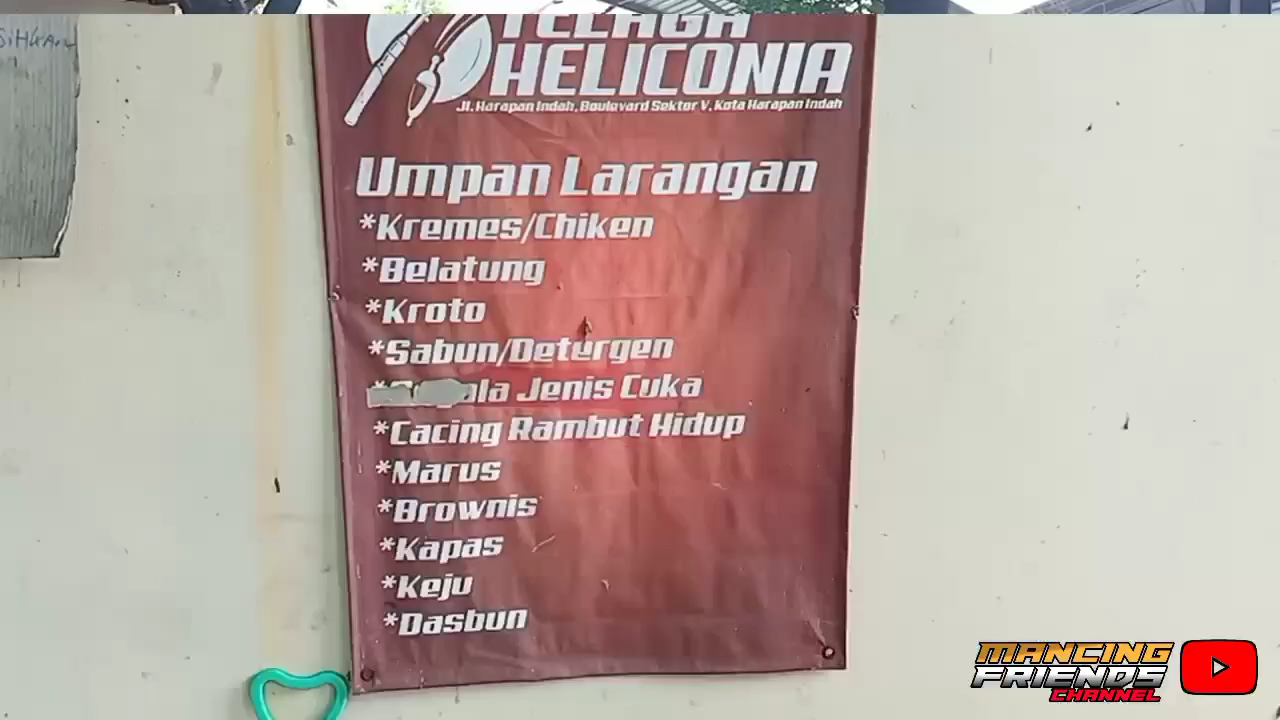 TELAGA
HELICONIA
Jl. Harapan Indah, Boulevard Sektor V, Kota Harapan Indah
Umpan Larangan
*Kremes/Chiken
*Belatung
*Kroto
*Sabun/Detergen
Jenis Cuka
*Cacing Rambut Hidup
*Marus
*Brownis
*Kapas
*Keju
*Dasbun
MANCING
FRIENDS
CHANNEL